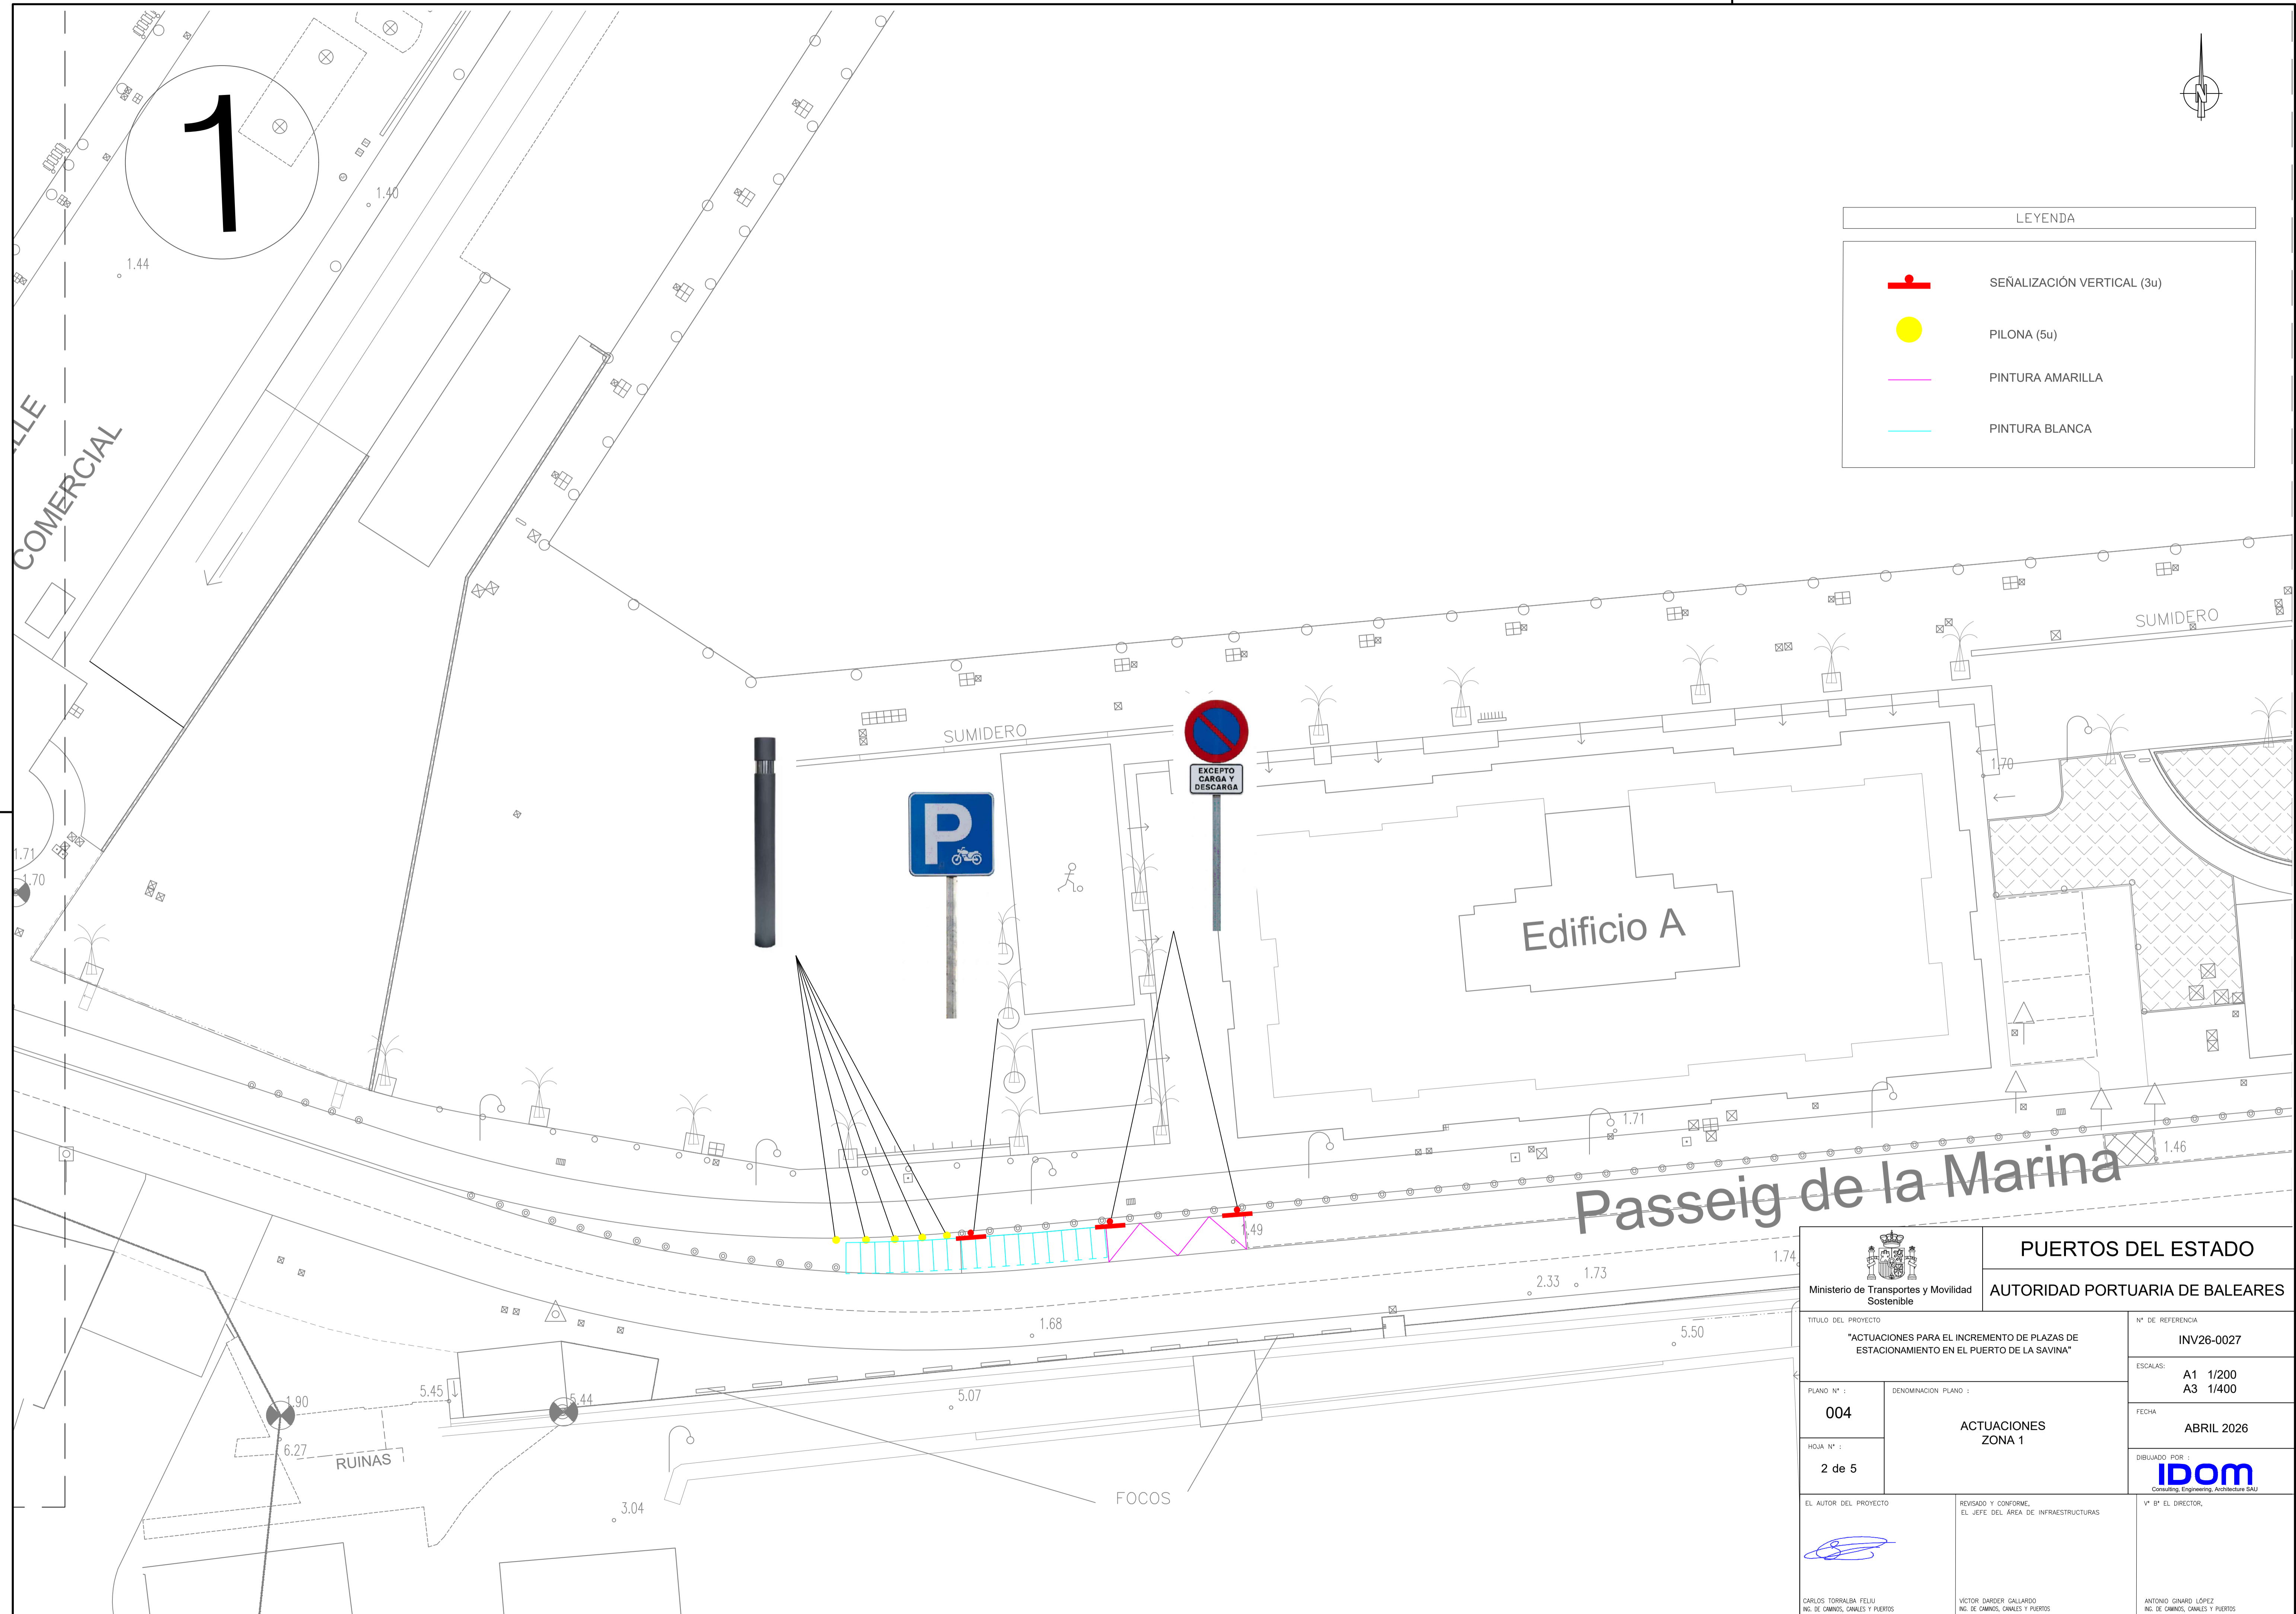 1
1.40
1.44
LEYENDA
SEÑALIZACIÓN VERTICAL (3u)
PILONA (5u)
PINTURA AMARILLA
PINTURA BLANCA
COMERCIAL
SUMIDERO
SUMIDERO
EXCEPTO
CARGA Y
DESCARGA
P
1.70
1.71
1.70
Edificio A
1.71
1.46
Passeig de la Marina
1.49
1.74
2.33
1.73
1.68
5.50
5.45
5.44
5.07
1.90
6.27
RUINAS
3.04
FOCOS
Ministerio de Transportes y Movilidad
Sostenible
PUERTOS DEL ESTADO
AUTORIDAD PORTUARIA DE BALEARES
TITULO DEL PROYECTO
"ACTUACIONES PARA EL INCREMENTO DE PLAZAS DE
ESTACIONAMIENTO EN EL PUERTO DE LA SAVINA"
Nº DE REFERENCIA
INV26-0027
ESCALAS:
A1 1/200
A3 1/400
PLANO Nº :
004
DENOMINACION PLANO :
ACTUACIONES
ZONA 1
FECHA
ABRIL 2026
HOJA Nº :
2 de 5
DIBUJADO POR :
IDOM
Consulting, Engineering, Architecture SAU
EL AUTOR DEL PROYECTO
REVISADO Y CONFORME,
EL JEFE DEL ÁREA DE INFRAESTRUCTURAS
Vº Bº EL DIRECTOR,
CARLOS TORRALBA FELIU
ING. DE CAMINOS, CANALES Y PUERTOS
VÍCTOR DARDER GALLARDO
ING. DE CAMINOS, CANALES Y PUERTOS
ANTONIO GINARD LÓPEZ
ING. DE CAMINOS, CANALES Y PUERTOS